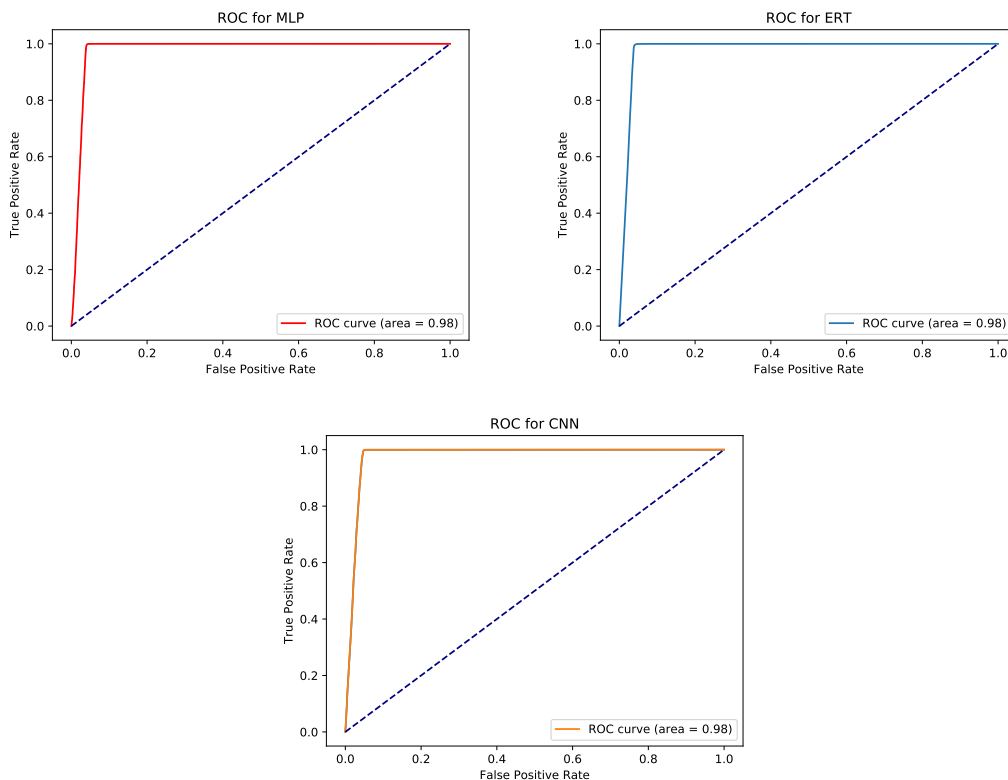 ROC for MLP
1.0
0.8
0.6
0.4
0.2
0.0
True Positive Rate
0.0 0.2 0.4 0.6 0.8 1.0
False Positive Rate
ROC curve (area = 0.98)
ROC for ERT
1.0
0.8
0.6
0.4
0.2
0.0
True Positive Rate
0.0 0.2 0.4 0.6 0.8 1.0
False Positive Rate
ROC curve (area = 0.98)
ROC for CNN
1.0
0.8
0.6
0.4
0.2
0.0
True Positive Rate
0.0 0.2 0.4 0.6 0.8 1.0
False Positive Rate
ROC curve (area = 0.98)